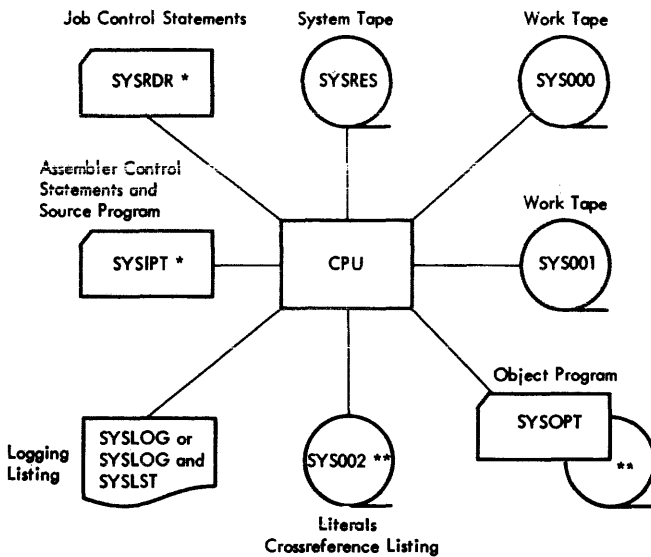 Job Control Statements
System Tape
Work Tape
SYSRDR *
SYSRES
SYS000
Assembler Control
Statements and
Source Program
Work Tape
SYSIPT *
CPU
SYS001
Object Program
SYSOPT
**
Logging
Listing
SYSLOG or
SYSLOG and
SYSLST
SYS002 **
Literals
Crossreference Listing